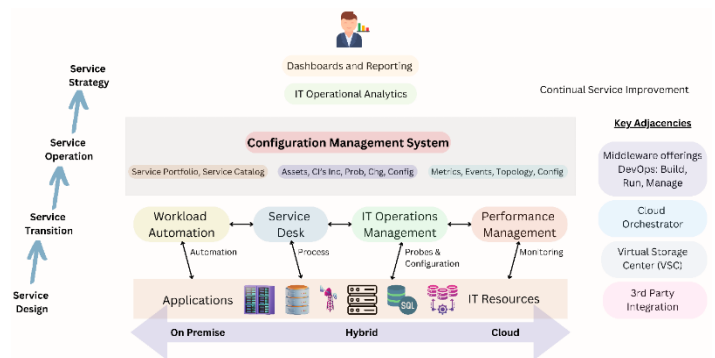 Dashboards and Reporting
IT Operational Analytics
Continual Service Improvement
Service
Strategy
Service
Operation
Service
Transition
Service
Design
Configuration Management System
Service Portfolio, Service Catalog
Assets, CI's Inc, Prob, Chg, Config
Metrics, Events, Topology, Config
Workload
Automation
Service
Desk
IT Operations
Management
Performance
Management
Automation
Process
Probes &
Configuration
Monitoring
Applications
SQL
IT Resources
On Premise
Hybrid
Cloud
Key Adjacencies
Middleware offerings
DevOps: Build,
Run, Manage
Cloud
Orchestrator
Virtual Storage
Center (VSC)
3rd Party
Integration